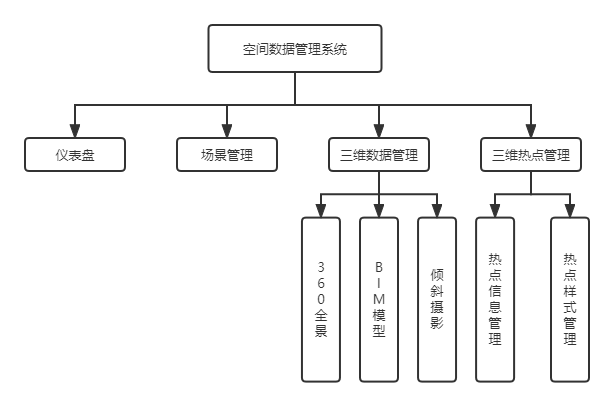 空间数据管理系统
仪表盘
场景管理
三维数据管理
三维热点管理
360全景
BIM模型
倾斜摄影
热点信息管理
热点样式管理